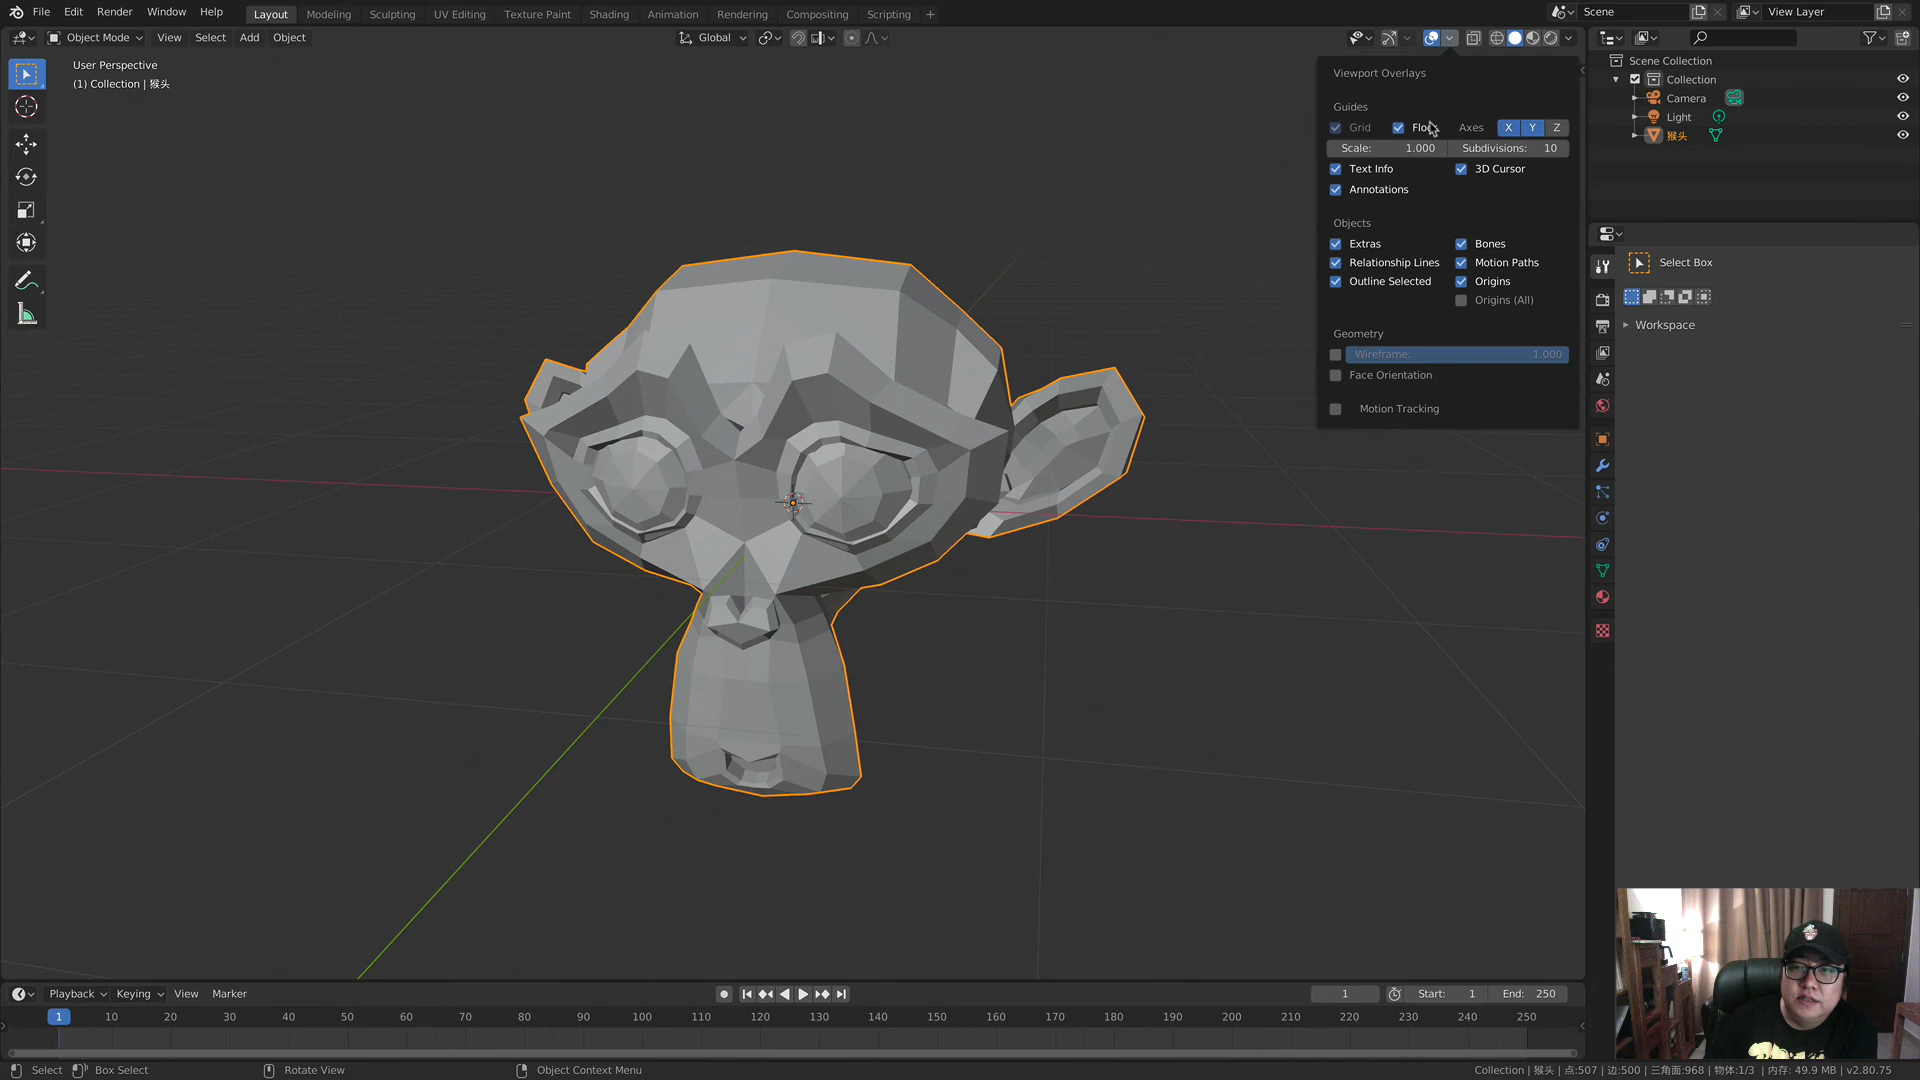 File Edit Render Window Help Layout Modeling Sculpting UV Editing Texture Paint Shading Animation Rendering Compositing Scripting + Scene View Layer
Object Mode View Select Add Object Global
User Perspective
(1) Collection | 猴头
Viewport Overlays
Guides
Grid Floor Axes X Y Z
Scale: 1.000 Subdivisions: 10
Text Info 3D Cursor
Annotations
Objects
Extras Bones
Relationship Lines Motion Paths
Outline Selected Origins
Origins (All)
Geometry
Wireframe: 1.000
Face Orientation
Motion Tracking
Scene Collection
Collection
Camera
Light
猴头
Select Box
Workspace
Playback Keying View Marker 1 Start: 1 End: 250
1 10 20 30 40 50 60 70 80 90 100 110 120 130 140 150 160 170 180 190 200 210 220 230 240 250
Select Box Select Rotate View Object Context Menu Collection | 猴头 | 点:507 | 边:500 | 三角面:968 | 物体:1/3 | 内存: 49.9 MB | v2.80.75